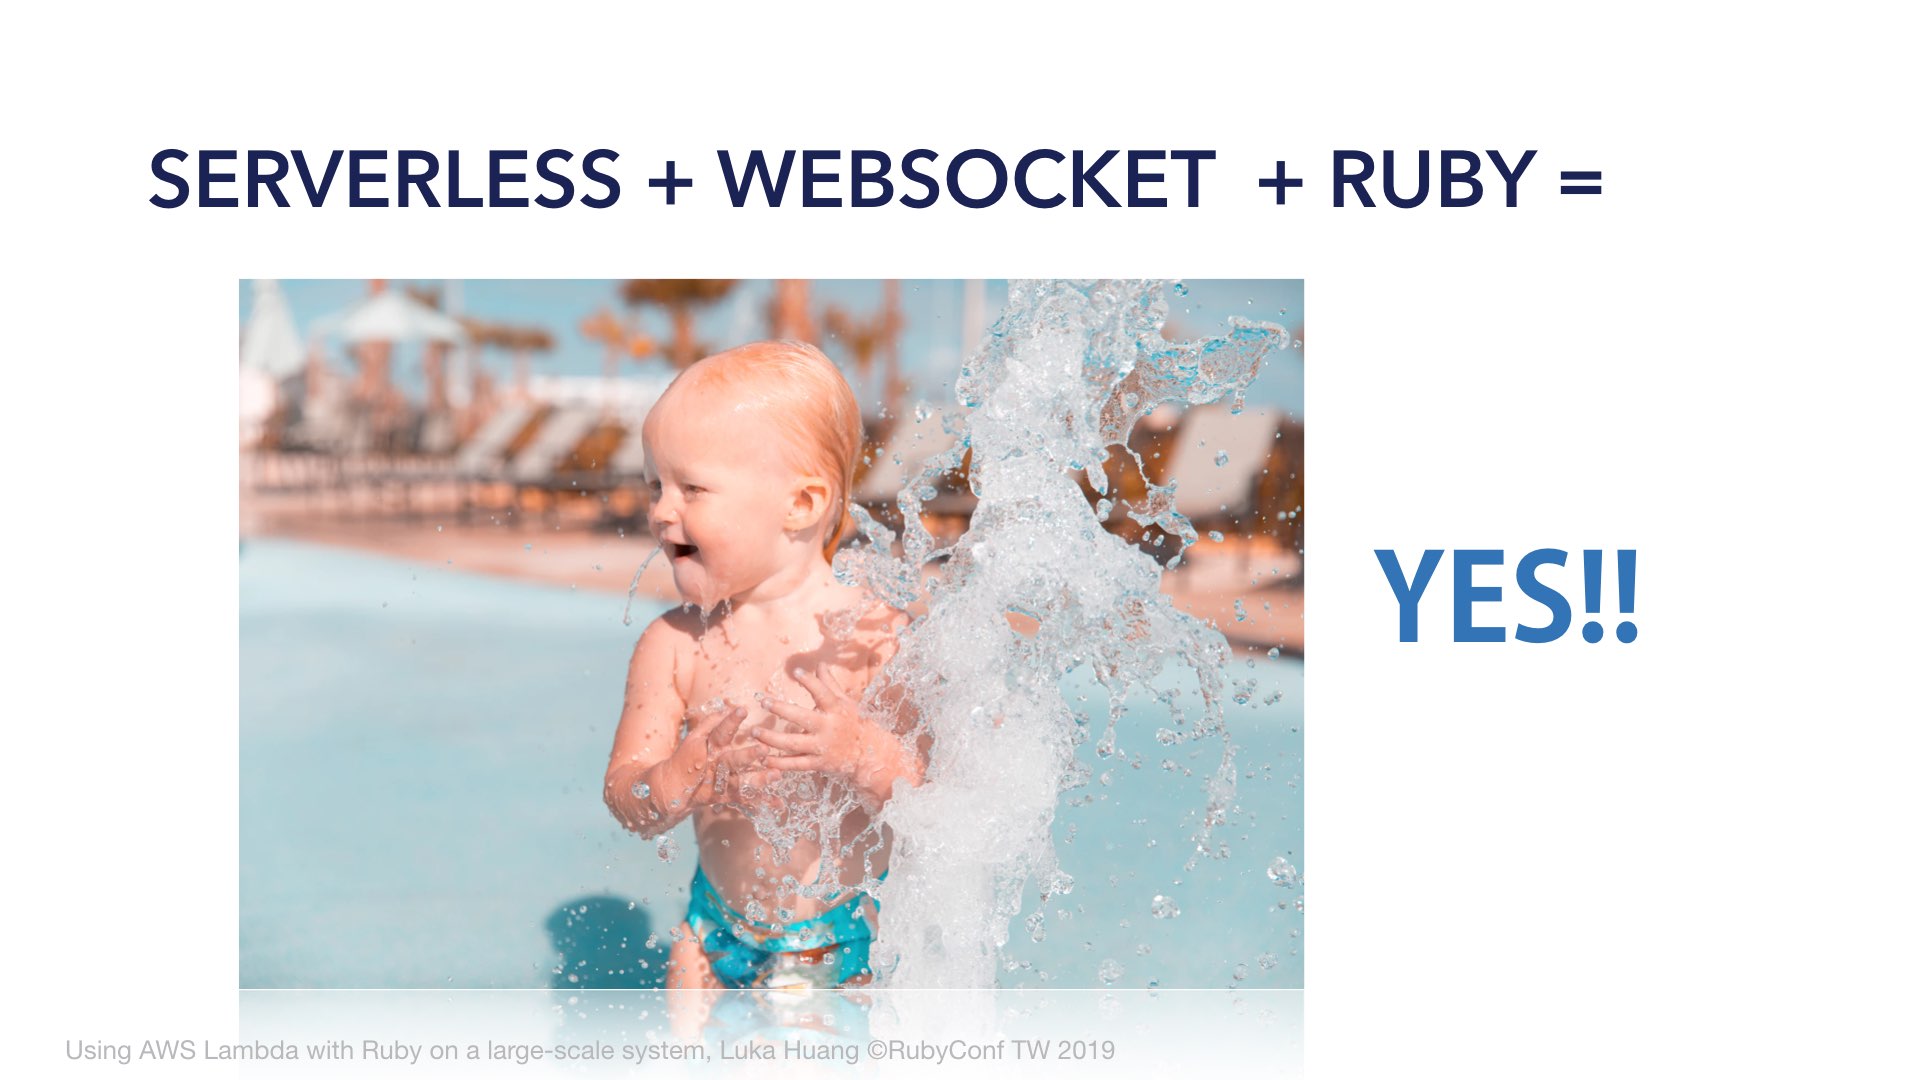 SERVERLESS + WEBSOCKET + RUBY =
YES!!
Using AWS Lambda with Ruby on a large-scale system, Luka Huang ©RubyConf TW 2019